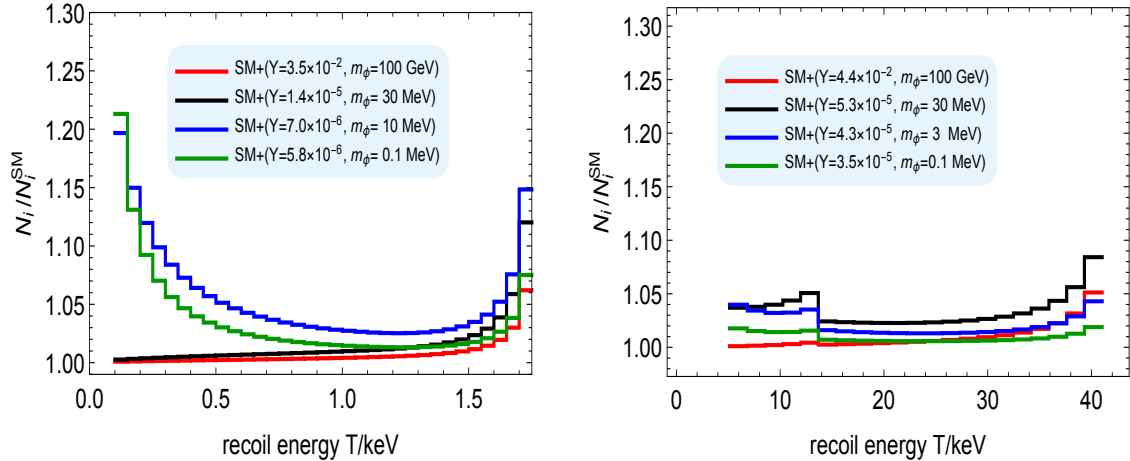 1.30
1.25
1.20
1.15
1.10
1.05
1.00
N_i/N_i^SM
SM+(Y=3.5×10⁻², m_ϕ=100 GeV)
SM+(Y=1.4×10⁻⁵, m_ϕ= 30 MeV)
SM+(Y=7.0×10⁻⁶, m_ϕ= 10 MeV)
SM+(Y=5.8×10⁻⁶, m_ϕ= 0.1 MeV)
0.0 0.5 1.0 1.5
recoil energy T/keV
1.30
1.25
1.20
1.15
1.10
1.05
1.00
N_i/N_i^SM
SM+(Y=4.4×10⁻², m_ϕ=100 GeV)
SM+(Y=5.3×10⁻⁵, m_ϕ= 30 MeV)
SM+(Y=4.3×10⁻⁵, m_ϕ= 3 MeV)
SM+(Y=3.5×10⁻⁵, m_ϕ=0.1 MeV)
0 10 20 30 40
recoil energy T/keV